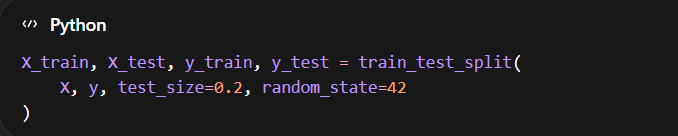 </> Python
X_train, X_test, y_train, y_test = train_test_split(
    X, y, test_size=0.2, random_state=42
)